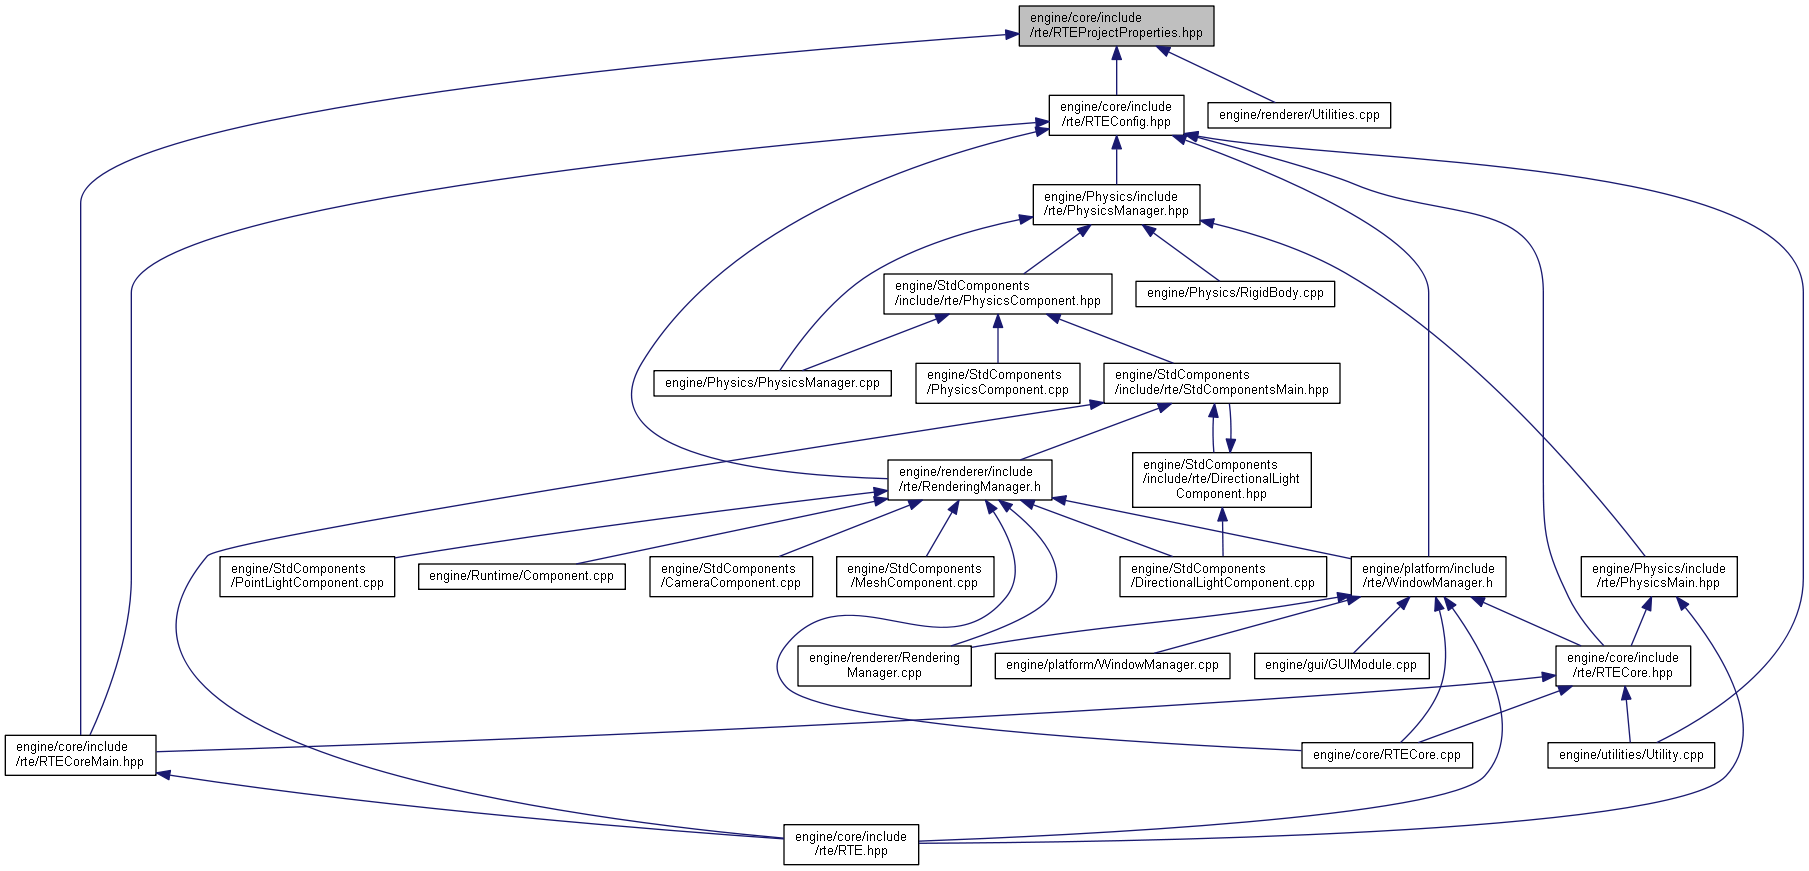 engine/core/include
/rte/RTEProjectProperties.hpp
engine/core/include
/rte/RTEConfig.hpp
engine/renderer/Utilities.cpp
engine/Physics/include
/rte/PhysicsManager.hpp
engine/StdComponents
/include/rte/PhysicsComponent.hpp
engine/Physics/RigidBody.cpp
engine/Physics/PhysicsManager.cpp
engine/StdComponents
/PhysicsComponent.cpp
engine/StdComponents
/include/rte/StdComponentsMain.hpp
engine/renderer/include
/rte/RenderingManager.h
engine/StdComponents
/include/rte/DirectionalLight
Component.hpp
engine/StdComponents
/PointLightComponent.cpp
engine/Runtime/Component.cpp
engine/StdComponents
/CameraComponent.cpp
engine/StdComponents
/MeshComponent.cpp
engine/StdComponents
/DirectionalLightComponent.cpp
engine/platform/include
/rte/WindowManager.h
engine/Physics/include
/rte/PhysicsMain.hpp
engine/renderer/Rendering
Manager.cpp
engine/platform/WindowManager.cpp
engine/gui/GUIModule.cpp
engine/core/include
/rte/RTECore.hpp
engine/core/include
/rte/RTECoreMain.hpp
engine/core/RTECore.cpp
engine/utilities/Utility.cpp
engine/core/include
/rte/RTE.hpp